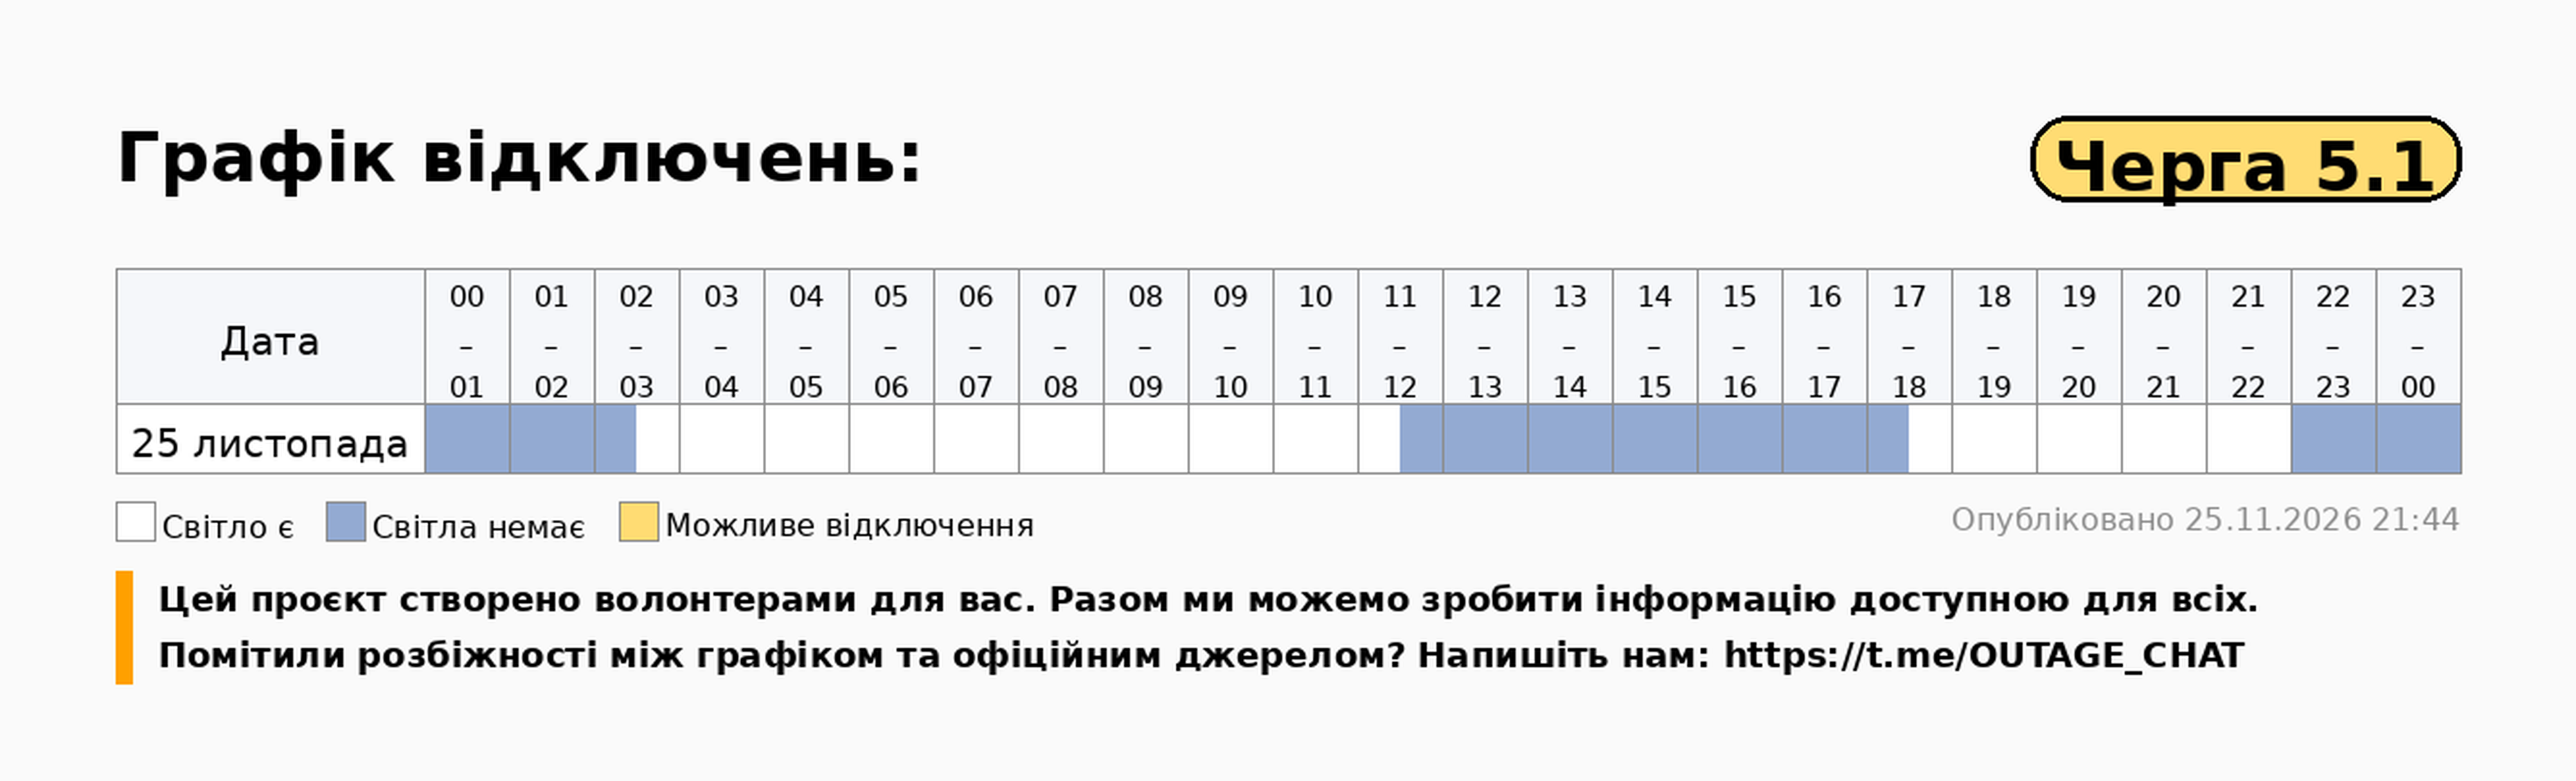 Графік відключень:
Черга 5.1
Дата
00 – 01
01 – 02
02 – 03
03 – 04
04 – 05
05 – 06
06 – 07
07 – 08
08 – 09
09 – 10
10 – 11
11 – 12
12 – 13
13 – 14
14 – 15
15 – 16
16 – 17
17 – 18
18 – 19
19 – 20
20 – 21
21 – 22
22 – 23
23 – 00
25 листопада
Світло є
Світла немає
Можливе відключення
Опубліковано 25.11.2026 21:44
Цей проєкт створено волонтерами для вас. Разом ми можемо зробити інформацію доступною для всіх.
Помітили розбіжності між графіком та офіційним джерелом? Напишіть нам: https://t.me/OUTAGE_CHAT